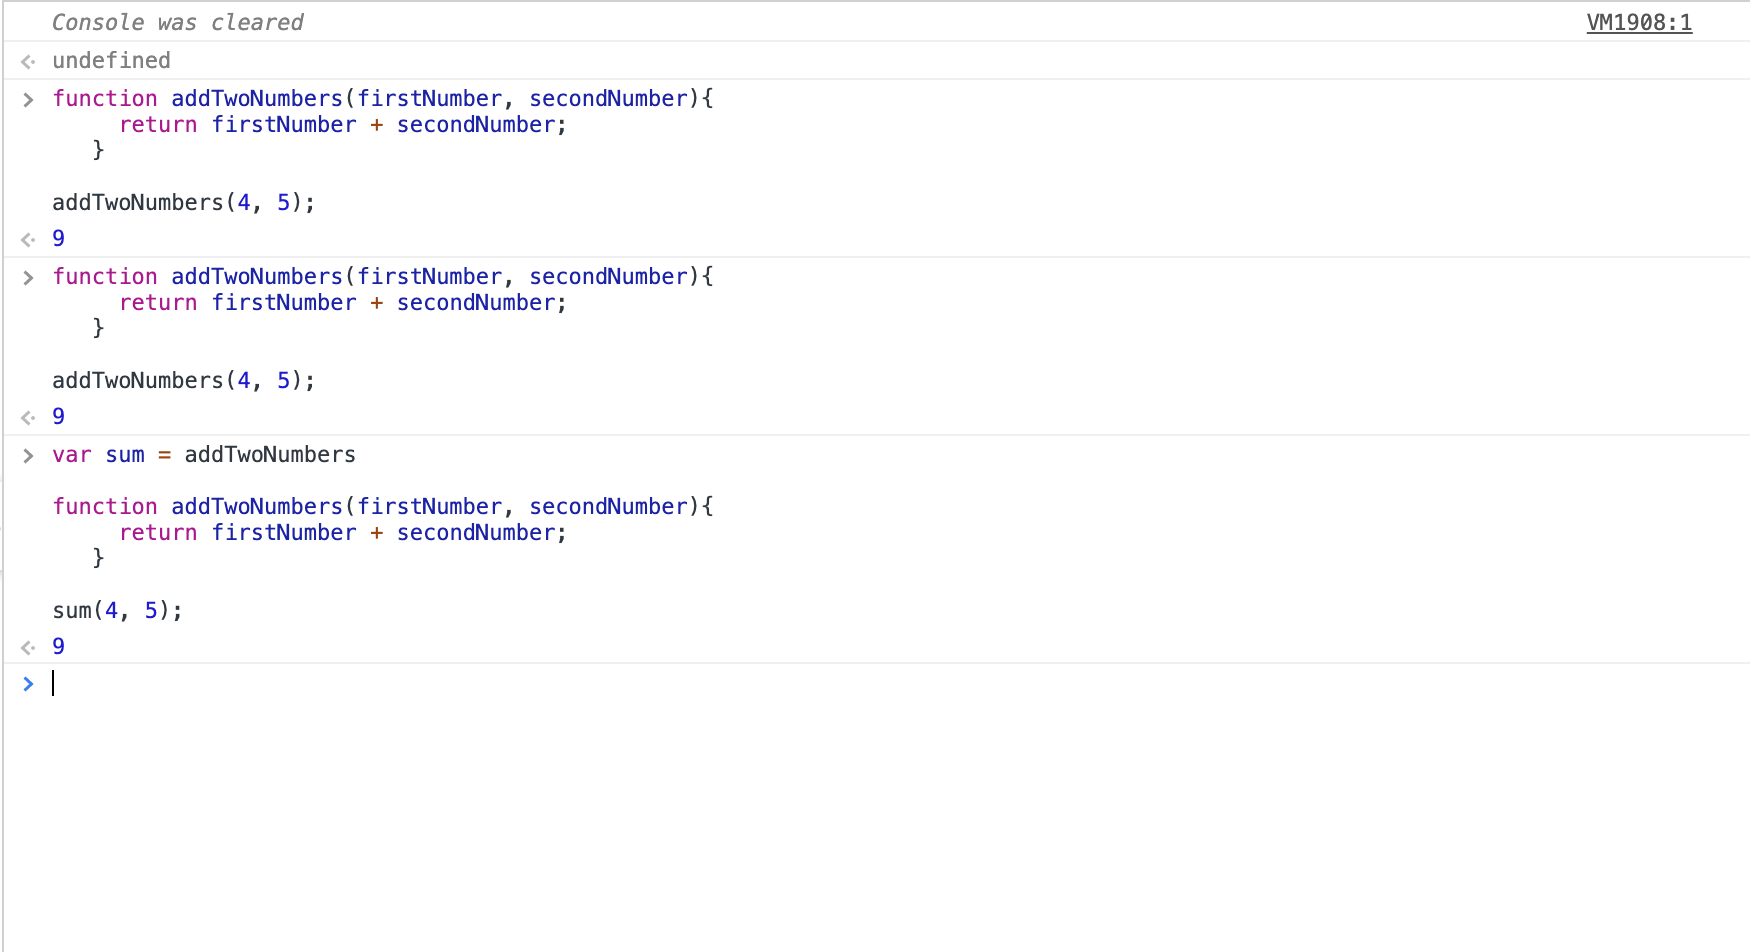 Console was cleared VM1908:1
undefined
function addTwoNumbers(firstNumber, secondNumber){
return firstNumber + secondNumber;
}
addTwoNumbers(4, 5);
9
function addTwoNumbers(firstNumber, secondNumber){
return firstNumber + secondNumber;
}
addTwoNumbers(4, 5);
9
var sum = addTwoNumbers
function addTwoNumbers(firstNumber, secondNumber){
return firstNumber + secondNumber;
}
sum(4, 5);
9